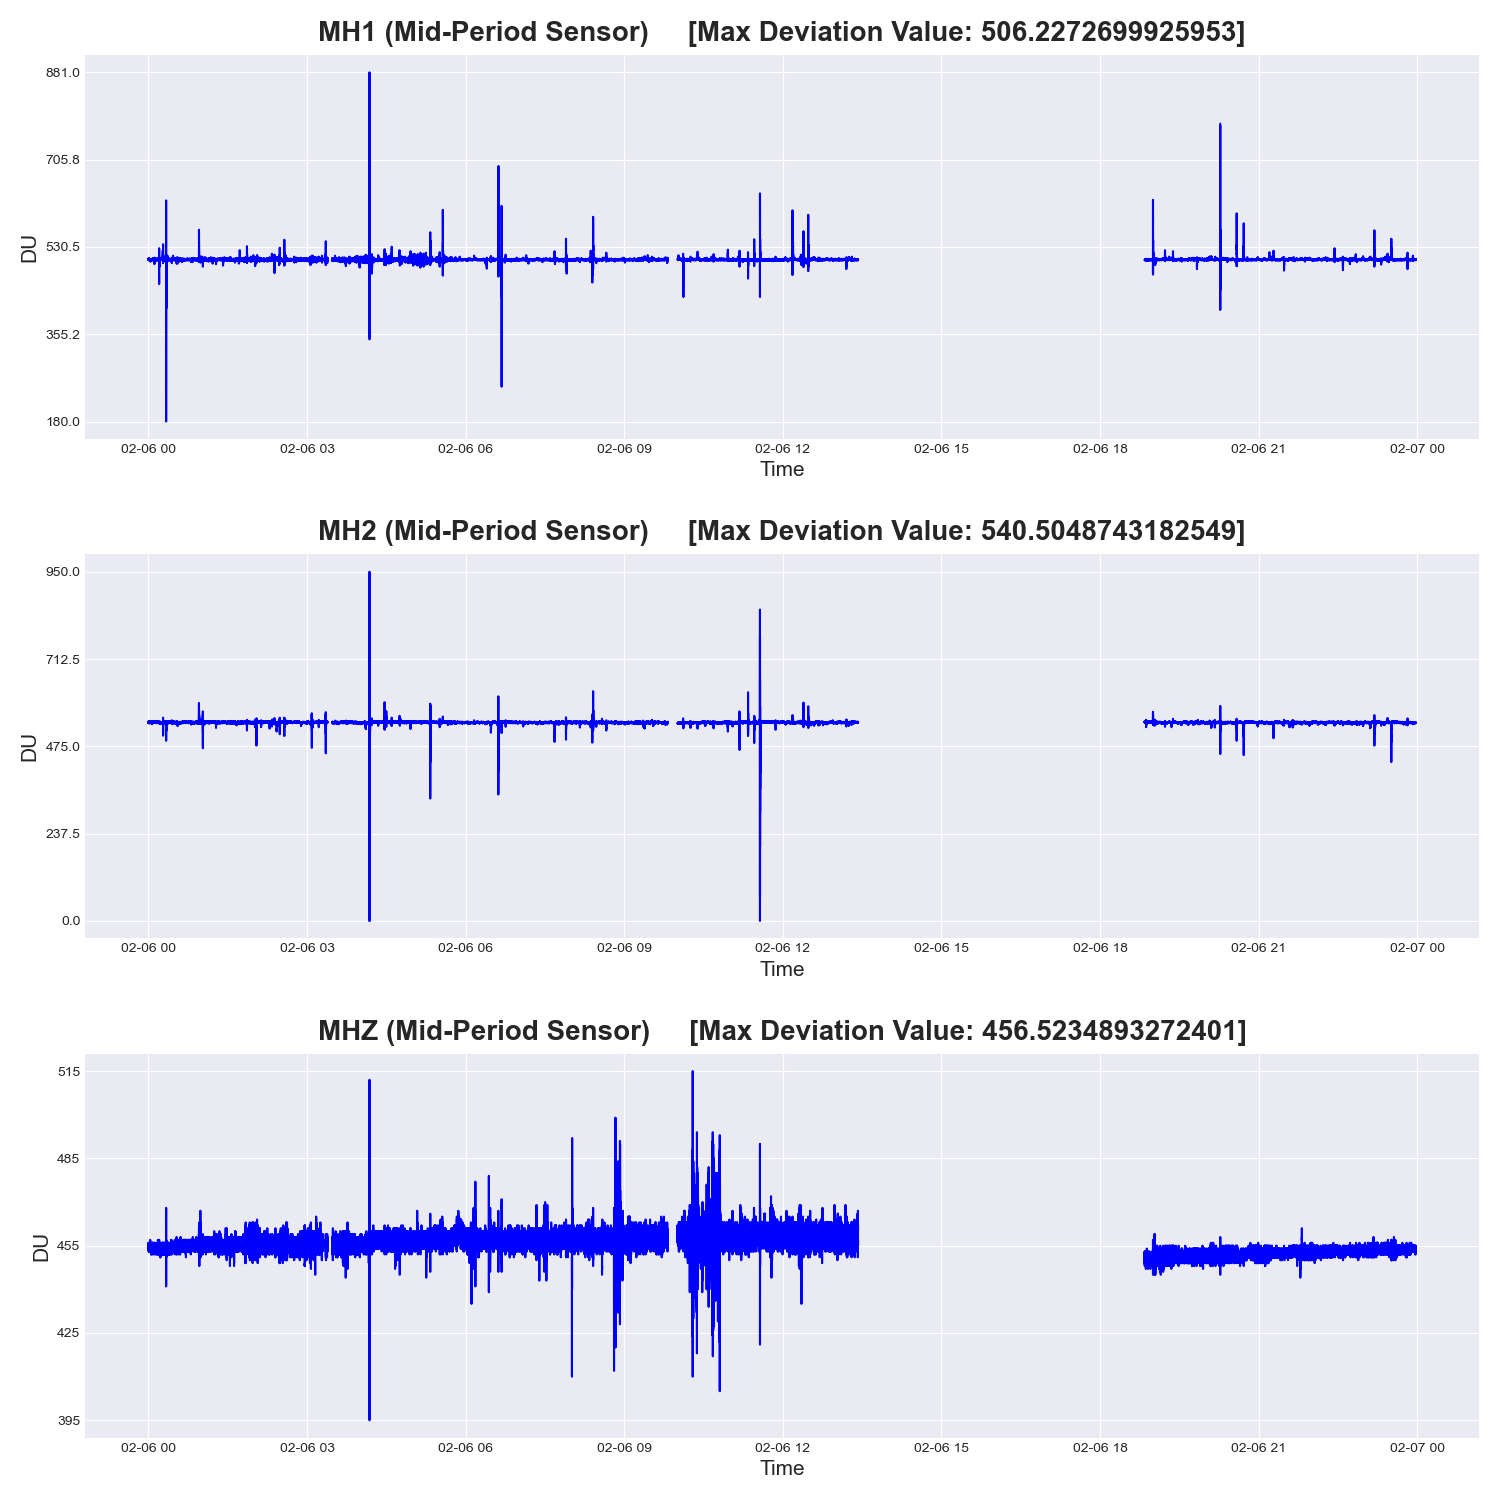 MH1 (Mid-Period Sensor) [Max Deviation Value: 506.2272699925953]
881.0
705.8
530.5
355.2
180.0
DU
02-06 00 02-06 03 02-06 06 02-06 09 02-06 12 02-06 15 02-06 18 02-06 21 02-07 00
Time
MH2 (Mid-Period Sensor) [Max Deviation Value: 540.5048743182549]
950.0
712.5
475.0
237.5
0.0
DU
02-06 00 02-06 03 02-06 06 02-06 09 02-06 12 02-06 15 02-06 18 02-06 21 02-07 00
Time
MHZ (Mid-Period Sensor) [Max Deviation Value: 456.5234893272401]
515
485
455
425
395
DU
02-06 00 02-06 03 02-06 06 02-06 09 02-06 12 02-06 15 02-06 18 02-06 21 02-07 00
Time